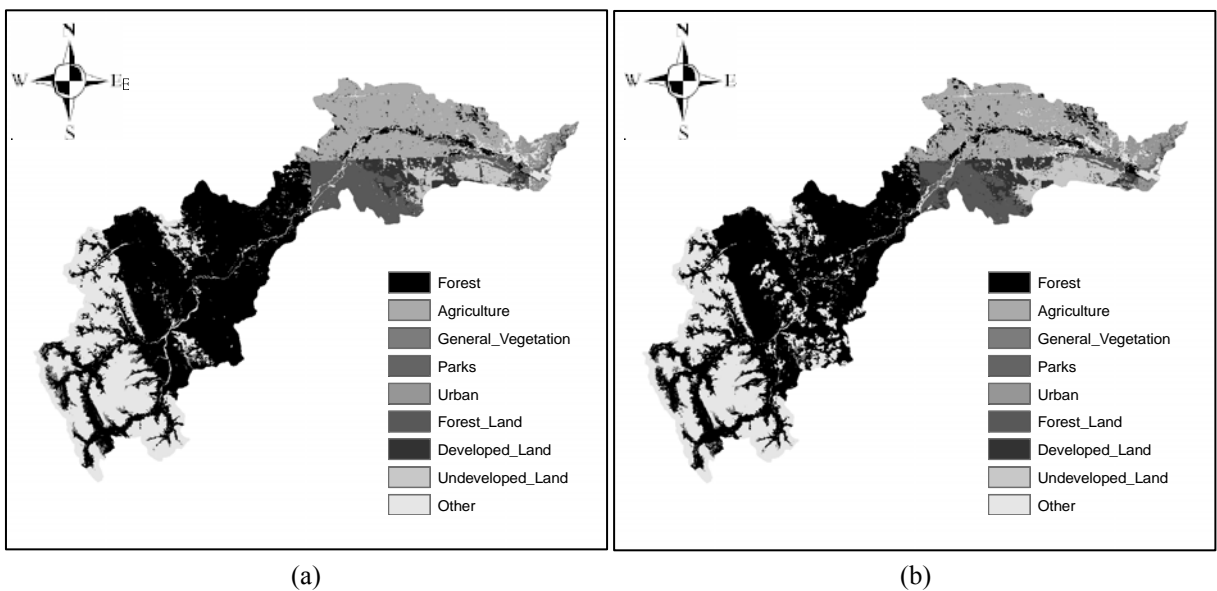 N
W E E
S
Forest
Agriculture
General_Vegetation
Parks
Urban
Forest_Land
Developed_Land
Undeveloped_Land
Other
(a)
N
W E
S
Forest
Agriculture
General_Vegetation
Parks
Urban
Forest_Land
Developed_Land
Undeveloped_Land
Other
(b)